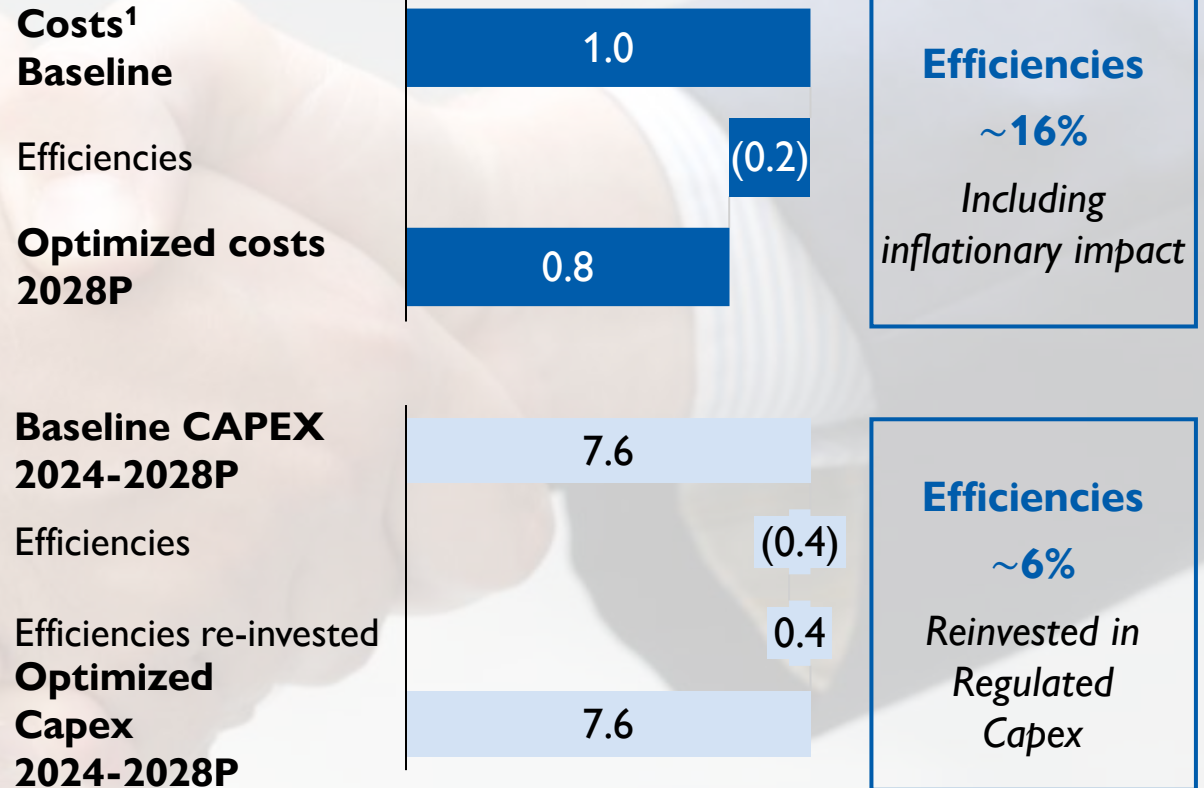 Costs¹
Baseline
1.0
Efficiencies
(0.2)
Optimized costs
2028P
0.8
Efficiencies
~16%
Including
inflationary impact
Baseline CAPEX
2024-2028P
7.6
Efficiencies
(0.4)
Efficiencies re-invested
0.4
Optimized
Capex
2024-2028P
7.6
Efficiencies
~6%
Reinvested in
Regulated
Capex